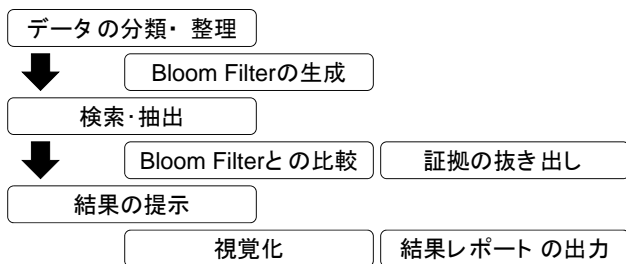 データの分類・整理
Bloom Filterの生成
検索・抽出
Bloom Filterとの比較 証拠の抜き出し
結果の提示
視覚化 結果レポートの出力